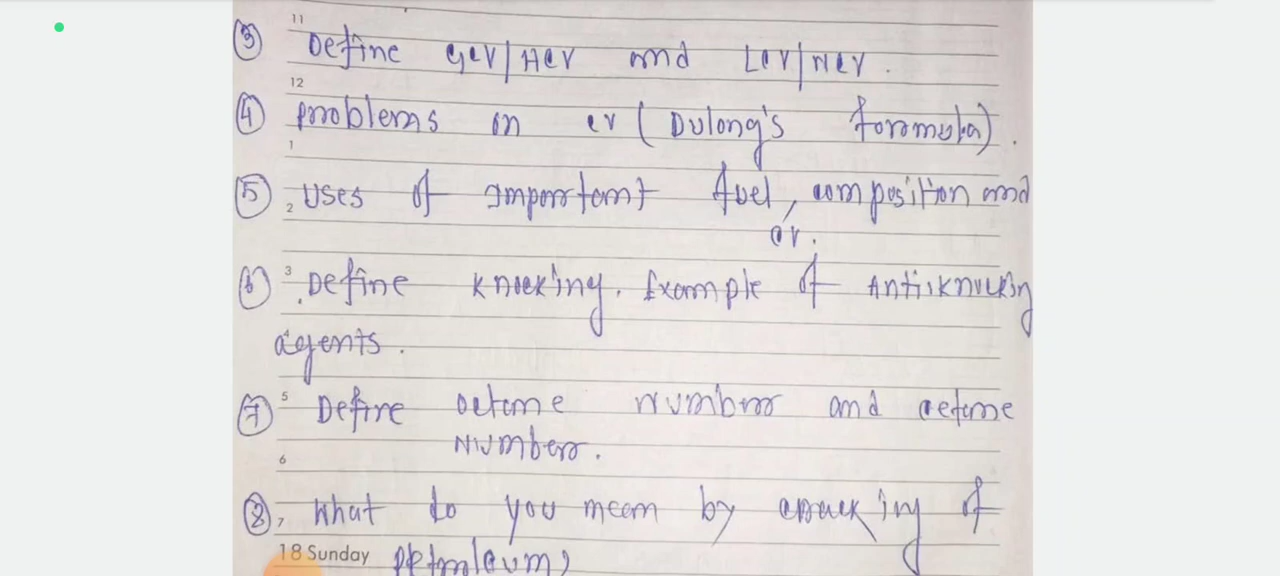 11
③ Define GCV/HCV and LCV/NCV.
12
④ problems on CV (Dulong's formula).
1
⑤ Uses of Important fuel, composition and
2
CV.
3
⑥ Define knocking. Example of Antiknocking
agents.
5
⑦ Define octane number and cetane
Number.
6
⑧ What do you mean by cracking of
7
18 Sunday petroleum?